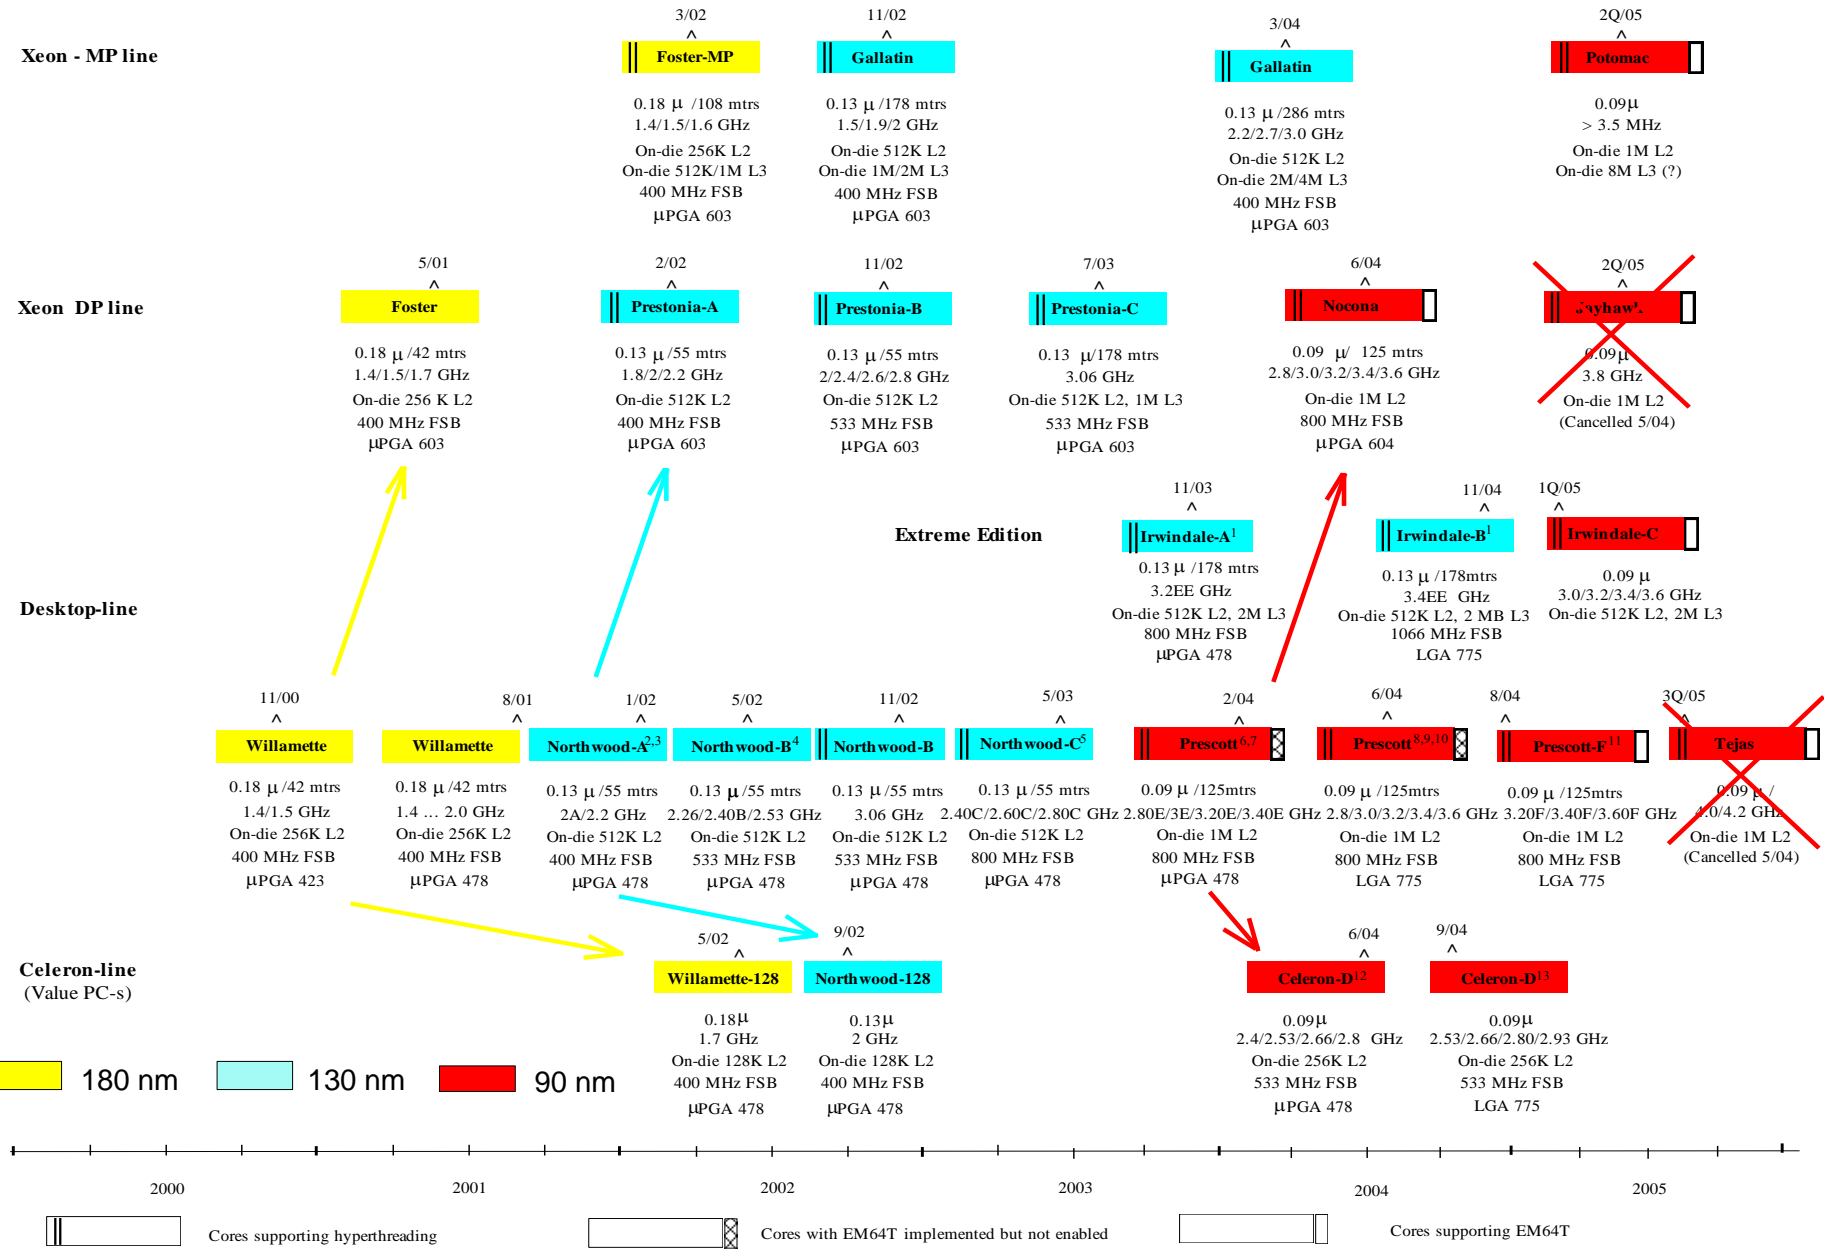 3/02
11/02
3/04
2Q/05
Xeon - MP line
Foster-MP
Gallatin
Gallatin
Potomac
0.18 μ /108 mtrs
1.4/1.5/1.6 GHz
On-die 256K L2
On-die 512K/1M L3
400 MHz FSB
μPGA 603
0.13 μ /178 mtrs
1.5/1.9/2 GHz
On-die 512K L2
On-die 1M/2M L3
400 MHz FSB
μPGA 603
0.13 μ /286 mtrs
2.2/2.7/3.0 GHz
On-die 512K L2
On-die 2M/4M L3
400 MHz FSB
μPGA 603
0.09μ
> 3.5 MHz
On-die 1M L2
On-die 8M L3 (?)
5/01
2/02
11/02
7/03
6/04
2Q/05
Xeon DP line
Foster
Prestonia-A
Prestonia-B
Prestonia-C
Nocona
0.18 μ /42 mtrs
1.4/1.5/1.7 GHz
On-die 256 K L2
400 MHz FSB
μPGA 603
0.13 μ /55 mtrs
1.8/2/2.2 GHz
On-die 512K L2
400 MHz FSB
μPGA 603
0.13 μ /55 mtrs
2/2.4/2.6/2.8 GHz
On-die 512K L2
533 MHz FSB
μPGA 603
0.13 μ/178 mtrs
3.06 GHz
On-die 512K L2, 1M L3
533 MHz FSB
μPGA 603
0.09 μ/ 125 mtrs
2.8/3.0/3.2/3.4/3.6 GHz
On-die 1M L2
800 MHz FSB
μPGA 604
0.09μ
3.8 GHz
On-die 1M L2
(Cancelled 5/04)
11/03
11/04
1Q/05
Extreme Edition
Irwindale-A1
Irwindale-B1
Irwindale-C
0.13 μ /178 mtrs
3.2EE GHz
On-die 512K L2, 2M L3
800 MHz FSB
μPGA 478
0.13 μ /178mtrs
3.4EE GHz
On-die 512K L2, 2 MB L3
1066 MHz FSB
LGA 775
0.09 μ
3.0/3.2/3.4/3.6 GHz
On-die 512K L2, 2M L3
Desktop-line
11/00
8/01
1/02
5/02
11/02
5/03
2/04
6/04
8/04
3Q/05
Willamette
Willamette
Northwood-A2,3
Northwood-B4
Northwood-B
Northwood-C5
Prescott6,7
Prescott8,9,10
Prescott-F11
Tejas
0.18 μ /42 mtrs
1.4/1.5 GHz
On-die 256K L2
400 MHz FSB
μPGA 423
0.18 μ /42 mtrs
1.4 ... 2.0 GHz
On-die 256K L2
400 MHz FSB
μPGA 478
0.13 μ /55 mtrs
2A/2.2 GHz
On-die 512K L2
400 MHz FSB
μPGA 478
0.13 μ /55 mtrs
2.26/2.40B/2.53 GHz
On-die 512K L2
533 MHz FSB
μPGA 478
0.13 μ /55 mtrs
3.06 GHz
On-die 512K L2
533 MHz FSB
μPGA 478
0.13 μ /55 mtrs
2.40C/2.60C/2.80C GHz
On-die 512K L2
800 MHz FSB
μPGA 478
0.09 μ /125mtrs
2.80E/3E/3.20E/3.40E GHz
On-die 1M L2
800 MHz FSB
μPGA 478
0.09 μ /125mtrs
2.8/3.0/3.2/3.4/3.6 GHz
On-die 1M L2
800 MHz FSB
LGA 775
0.09 μ /125mtrs
3.20F/3.40F/3.60F GHz
On-die 1M L2
800 MHz FSB
LGA 775
0.09 μ /
4.0/4.2 GHz
On-die 1M L2
(Cancelled 5/04)
5/02
9/02
6/04
9/04
Celeron-line
(Value PC-s)
Willamette-128
Northwood-128
Celeron-D12
Celeron-D13
0.18μ
1.7 GHz
On-die 128K L2
400 MHz FSB
μPGA 478
0.13μ
2 GHz
On-die 128K L2
400 MHz FSB
μPGA 478
0.09μ
2.4/2.53/2.66/2.8 GHz
On-die 256K L2
533 MHz FSB
μPGA 478
0.09μ
2.53/2.66/2.80/2.93 GHz
On-die 256K L2
533 MHz FSB
LGA 775
180 nm
130 nm
90 nm
2000
2001
2002
2003
2004
2005
Cores supporting hyperthreading
Cores with EM64T implemented but not enabled
Cores supporting EM64T